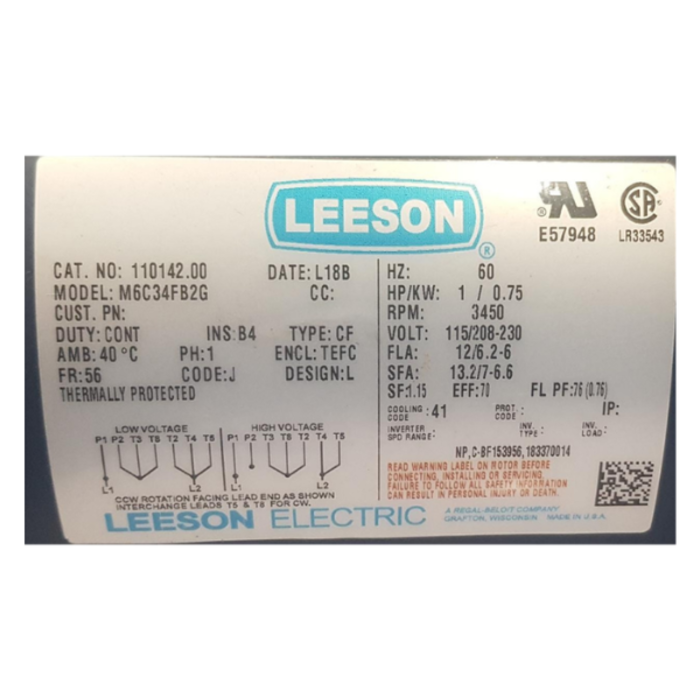 LEESON
®
E57948
LR33543
CAT. NO: 110142.00 DATE: L18B
MODEL: M6C34FB2G CC:
CUST. PN:
DUTY: CONT INS: B4 TYPE: CF
AMB: 40 °C PH: 1 ENCL: TEFC
FR: 56 CODE: J DESIGN: L
THERMALLY PROTECTED
HZ: 60
HP/KW: 1 / 0.75
RPM: 3450
VOLT: 115/208-230
FLA: 12/6.2-6
SFA: 13.2/7-6.6
SF: 1.15 EFF: 70 FL PF: 76 (0.76)
COOLING CODE : 41 PROT. CODE : IP:
INVERTER SPD RANGE: INV. TYPE : INV. LOAD :
NP,C-BF153956,183370014
READ WARNING LABEL ON MOTOR BEFORE
CONNECTING, INSTALLING OR SERVICING.
FAILURE TO FOLLOW ALL SAFETY INFORMATION
CAN RESULT IN PERSONAL INJURY OR DEATH.
LOW VOLTAGE HIGH VOLTAGE
P1 P2 T3 T8 T2 T4 T5 P1 P2 T3 T8 T2 T4 T5
L1 L2 L1 L2
CCW ROTATION FACING LEAD END AS SHOWN
INTERCHANGE LEADS T5 & T8 FOR CW.
LEESON ELECTRIC
A REGAL-BELOIT COMPANY
GRAFTON, WISCONSIN MADE IN U.S.A.